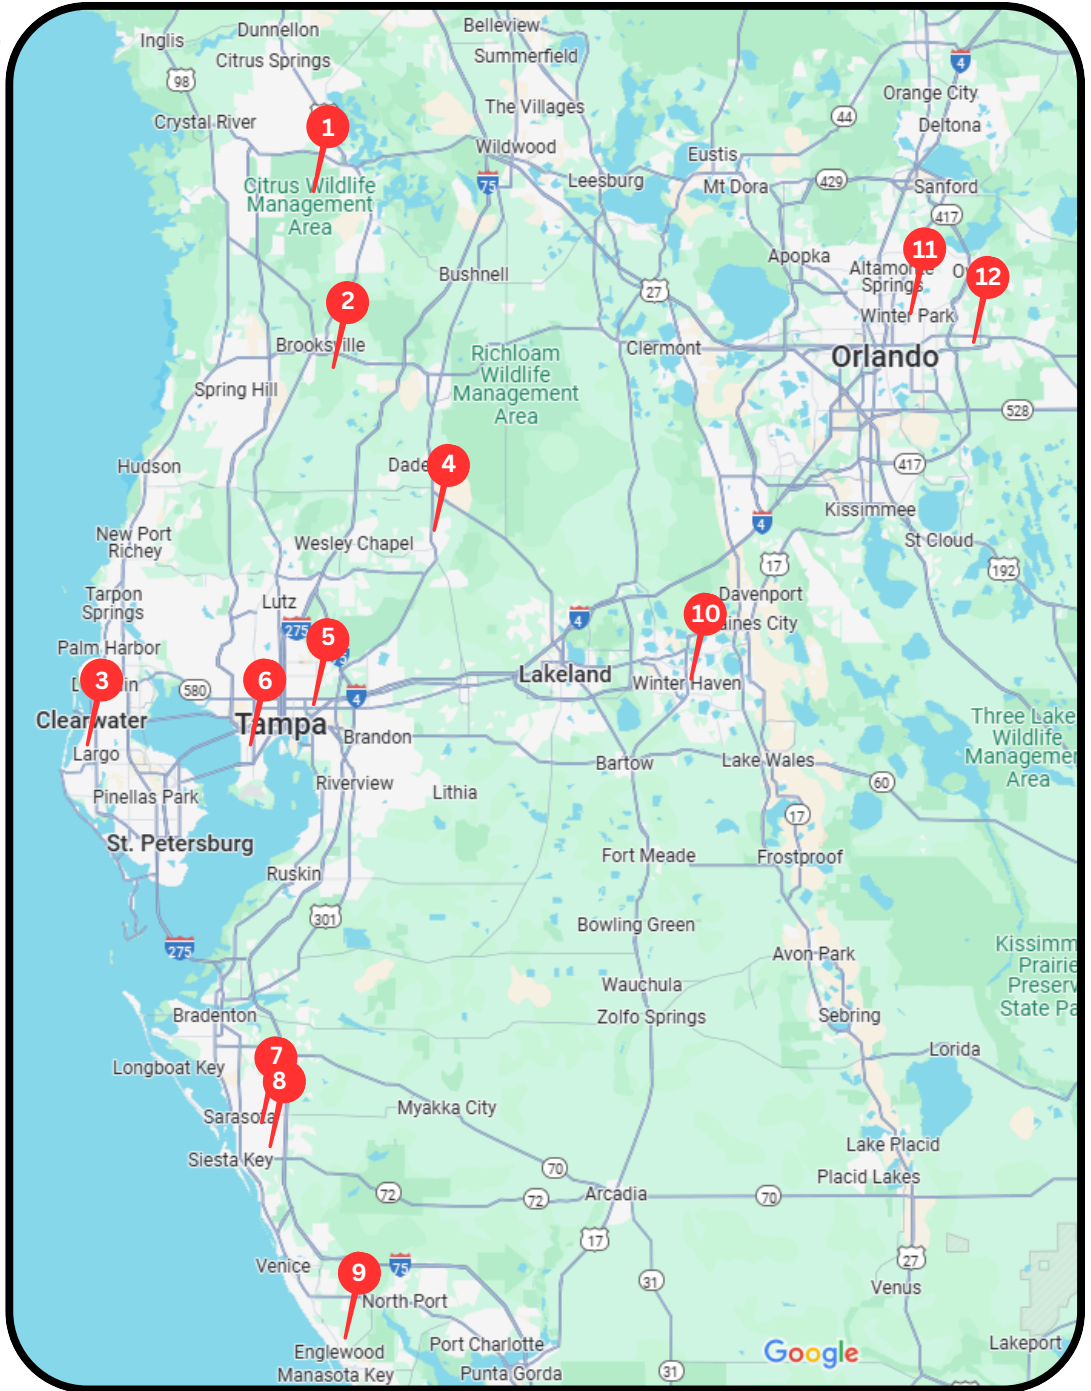 Inglis
Dunnellon
Belleview
Citrus Springs
Summerfield
98
4
Orange City
The Villages
Crystal River
44
Deltona
1
Wildwood
Eustis
75
Leesburg
Mt Dora
429
Sanford
Citrus Wildlife
Management
Area
417
11
Apopka
Altamonte
Springs
12
Bushnell
27
2
Winter Park
Brooksville
Richloam
Wildlife
Management
Area
Clermont
Orlando
Spring Hill
528
Hudson
4
417
Kissimmee
4
New Port
Richey
Wesley Chapel
St Cloud
17
192
Tarpon
Springs
Lutz
Davenport
4
10
275
5
Palm Harbor
3
580
6
Lakeland
Winter Haven
4
Clearwater
Tampa
Three Lake
Wildlife
Managemen
Area
Brandon
Largo
Bartow
Lake Wales
Riverview
Lithia
60
Pinellas Park
17
St. Petersburg
Fort Meade
Frostproof
Ruskin
301
Bowling Green
275
Avon Park
Kissimm
Prairie
Preserv
State Pa
Wauchula
Bradenton
Zolfo Springs
Sebring
7
Lorida
Longboat Key
8
Sarasota
Myakka City
Lake Placid
Siesta Key
70
Placid Lakes
72
72
Arcadia
70
17
Venice
9
75
31
27
Venus
North Port
Englewood
Port Charlotte
Google
Lakeport
Manasota Key
Punta Gorda
31